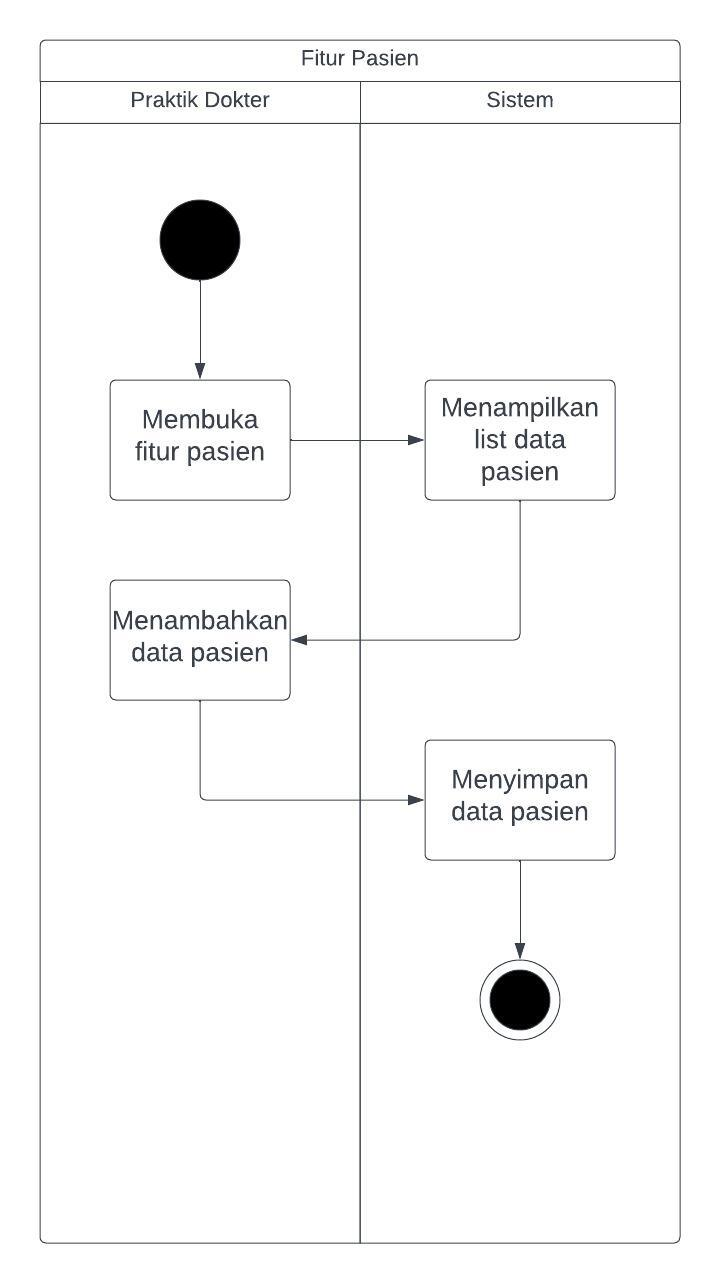 Fitur Pasien
Praktik Dokter
Sistem
Membuka
fitur pasien
Menampilkan
list data
pasien
Menambahkan
data pasien
Menyimpan
data pasien